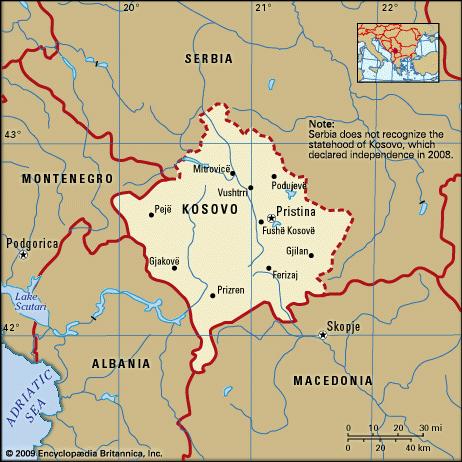 20
21
22
SERBIA
43
Note:
Serbia does not recognize the
statehood of Kosovo, which
declared independence in 2008.
Mitrovicë
Podujevë
MONTENEGRO
Vushtrri
Pejë
KOSOVO
Pristina
Fushë Kosovë
Podgorica
Gjilan
Gjakovë
Ferizaj
Prizren
Lake
Scutari
42
Skopje
ALBANIA
MACEDONIA
ADRIATIC
SEA
0 10 20 30 mi
0 20 40 km
© 2009 Encyclopædia Britannica, Inc.